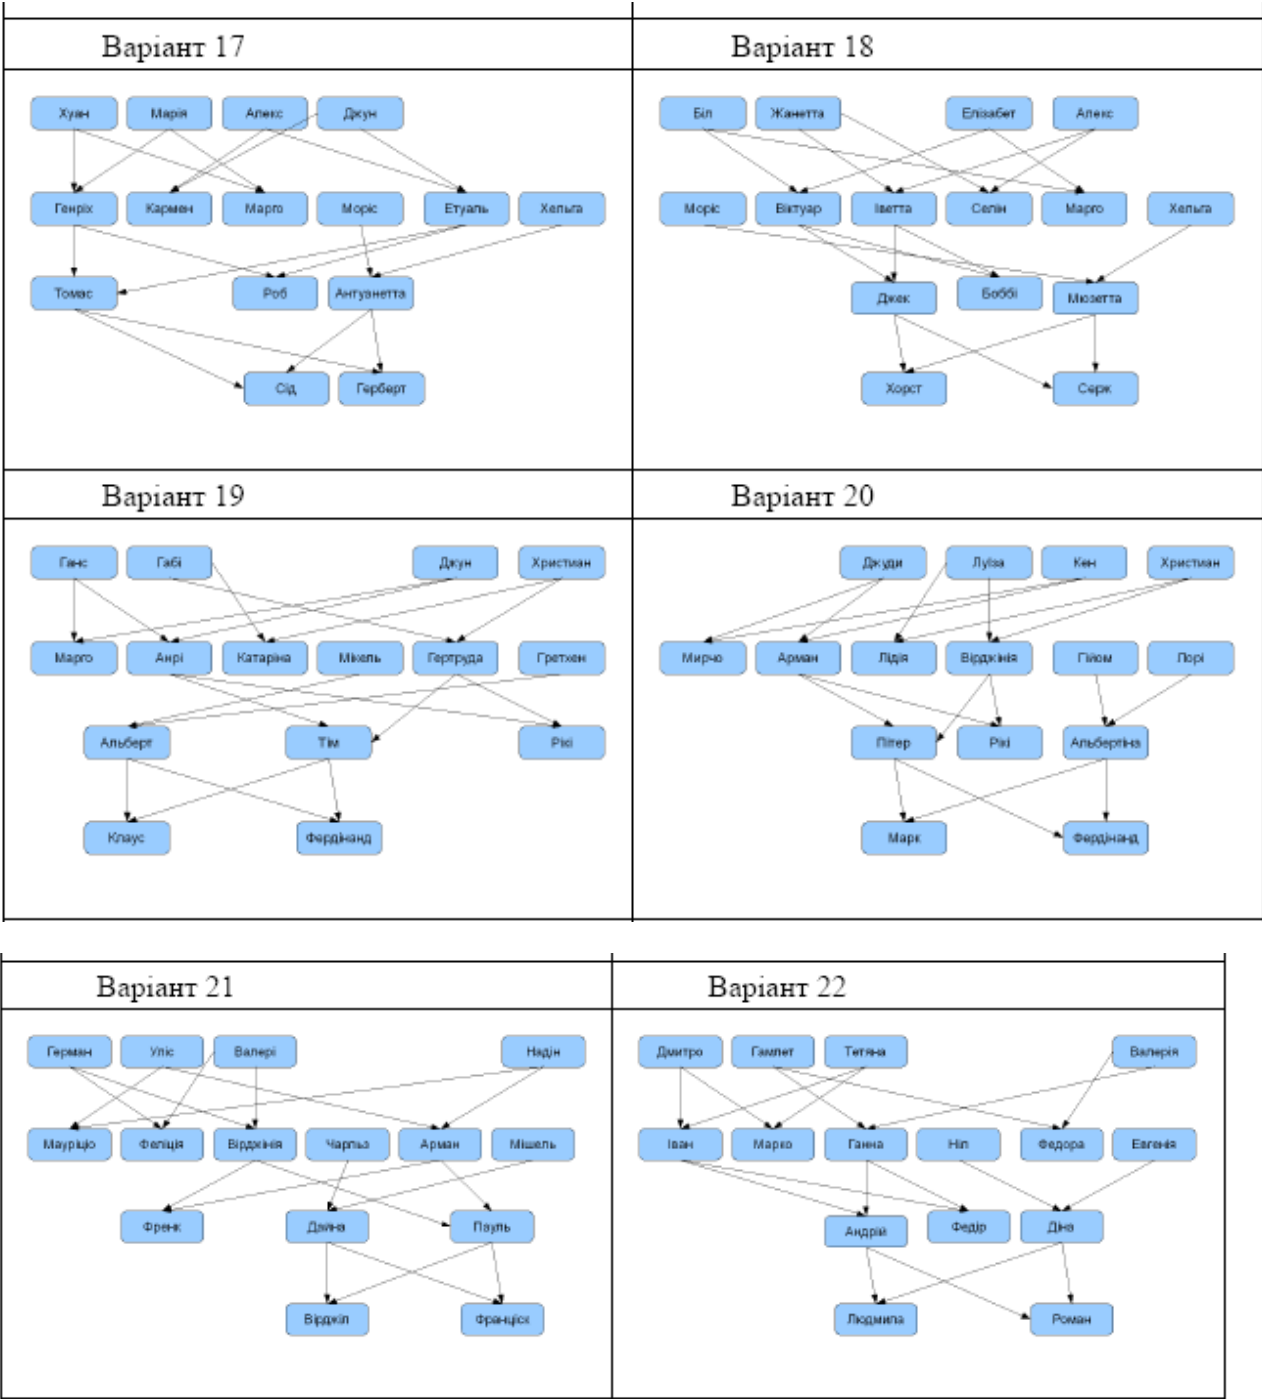 Варіант 17
Варіант 18
Хуан Марія Алекс Джун
Генріх Кармен Марго Моріс Етуаль Хельга
Томас Роб Антуанетта
Сід Герберт
Біл Жанетта Елізабет Алекс
Моріс Віктуар Іветта Селін Марго Хельга
Джек Боббі Мюзетта
Хорст Серж
Варіант 19
Варіант 20
Ганс Габі Джун Христиан
Марго Анрі Катаріна Мікель Гертруда Гретхен
Альберт Тім Рікі
Клаус Фердінанд
Джуди Луїза Кен Христиан
Мирчо Арман Лідія Вірджінія Гійом Лорі
Пітер Рікі Альбертіна
Марк Фердінанд
Варіант 21
Варіант 22
Герман Уліс Валері Надін
Мауріціо Феліція Вірджінія Чарльз Арман Мішель
Френк Дайна Пауль
Вірджіл Франціск
Дмитро Гамлет Тетяна Валерія
Іван Марко Ганна Ніл Федора Евгенія
Андрій Федір Діна
Людмила Роман